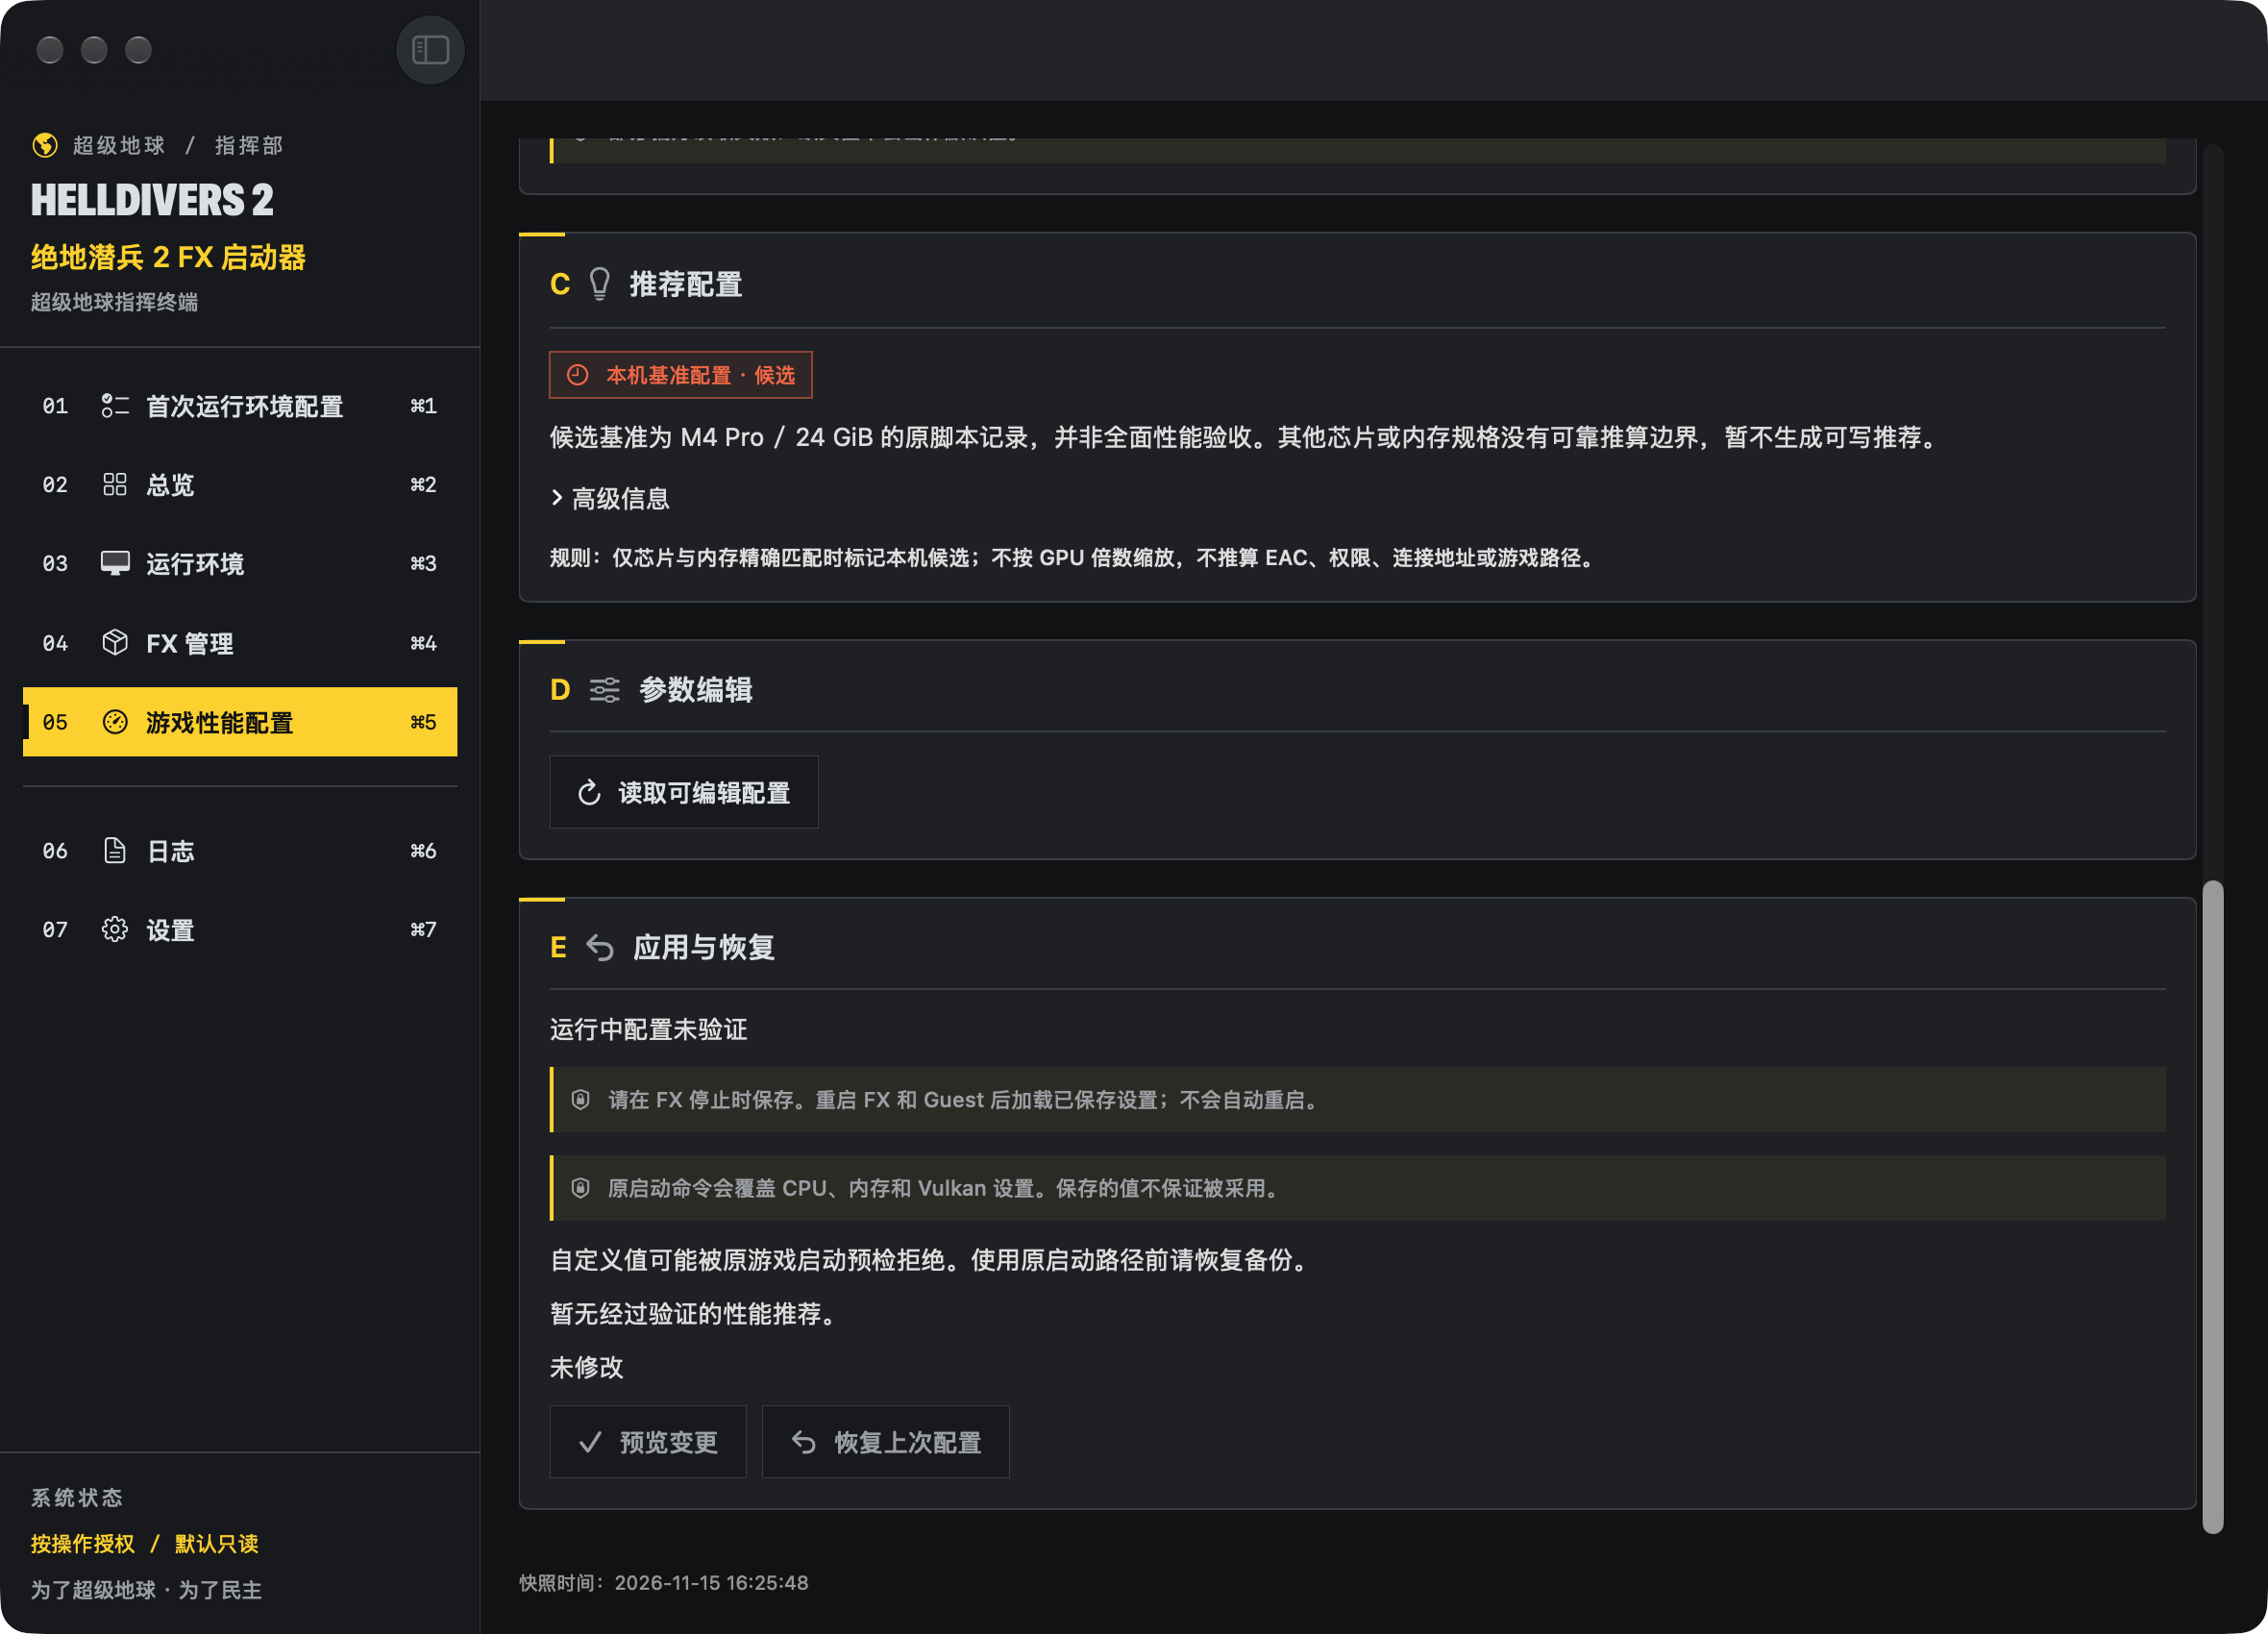 超级地球 / 指挥部
HELLDIVERS 2
绝地潜兵 2 FX 启动器
超级地球指挥终端
01 首次运行环境配置 ⌘1
02 总览 ⌘2
03 运行环境 ⌘3
04 FX 管理 ⌘4
05 游戏性能配置 ⌘5
06 日志 ⌘6
07 设置 ⌘7
系统状态
按操作授权 / 默认只读
为了超级地球 · 为了民主
C 推荐配置
本机基准配置 · 候选
候选基准为 M4 Pro / 24 GiB 的原脚本记录，并非全面性能验收。其他芯片或内存规格没有可靠推算边界，暂不生成可写推荐。
高级信息
规则：仅芯片与内存精确匹配时标记本机候选；不按 GPU 倍数缩放，不推算 EAC、权限、连接地址或游戏路径。
D 参数编辑
读取可编辑配置
E 应用与恢复
运行中配置未验证
请在 FX 停止时保存。重启 FX 和 Guest 后加载已保存设置；不会自动重启。
原启动命令会覆盖 CPU、内存和 Vulkan 设置。保存的值不保证被采用。
自定义值可能被原游戏启动预检拒绝。使用原启动路径前请恢复备份。
暂无经过验证的性能推荐。
未修改
预览变更 恢复上次配置
快照时间：2026-11-15 16:25:48